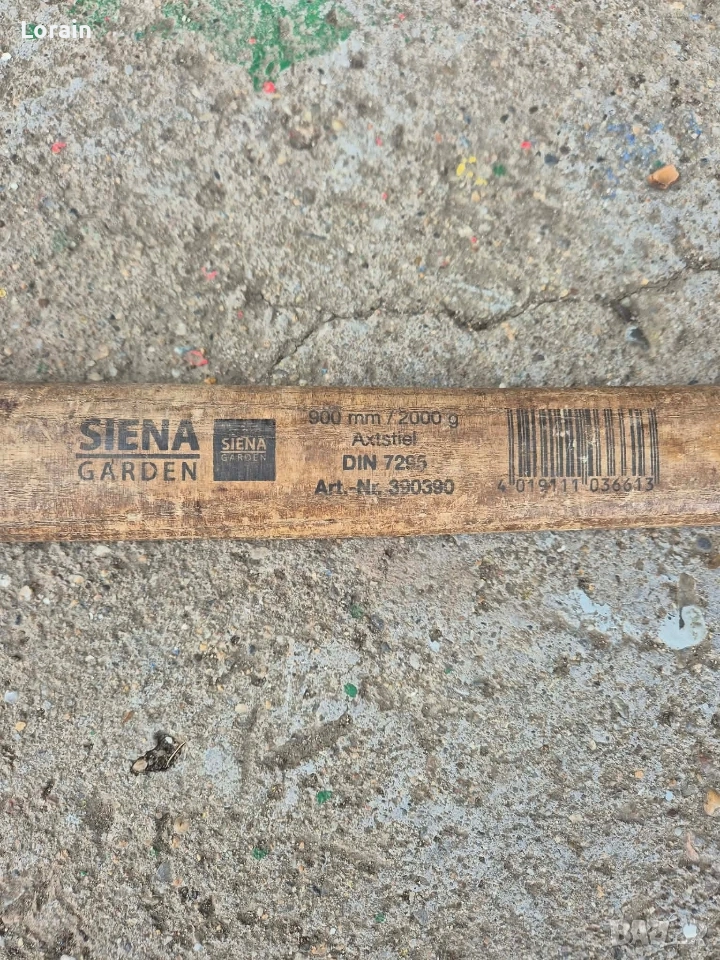 Lorain
SIENA
GARDEN
SIENA
GARDEN
900 mm / 2000 g
Axtstiel
DIN 7295
Art.-Nr. 390390
4 019111 036613